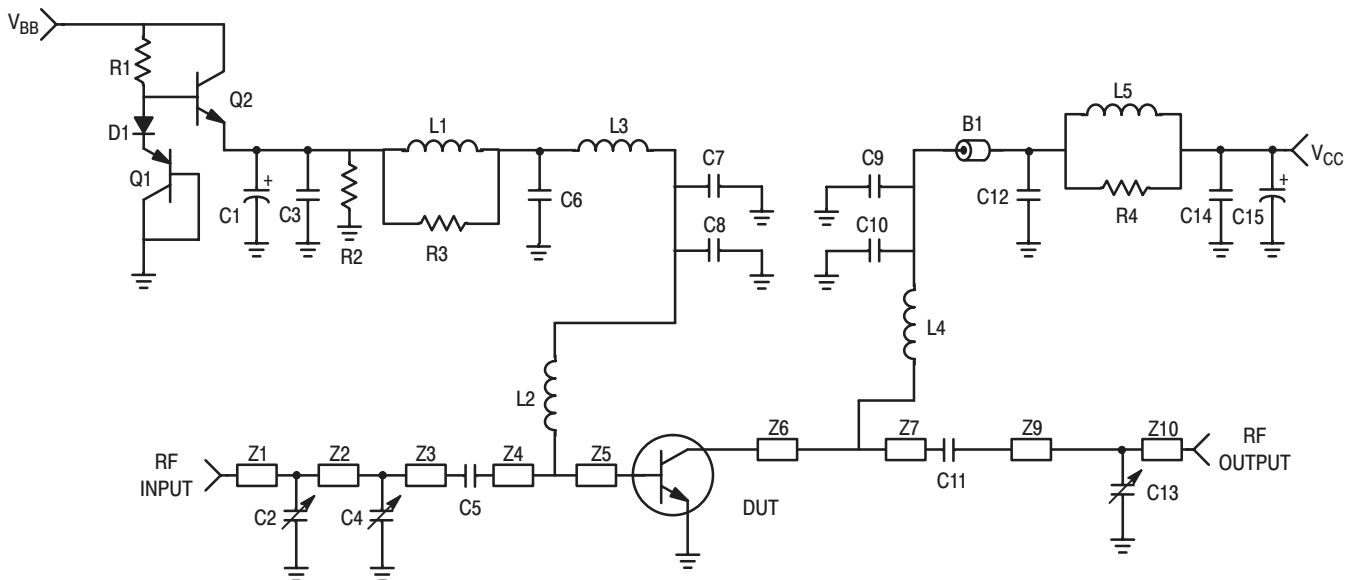 VBB
R1
Q2
D1
Q1
C1
+
C3
R2
L1
R3
C6
L3
C7
C8
C9
C10
B1
C12
L5
R4
C14
C15
+
VCC
L4
L2
RF
INPUT
Z1
Z2
Z3
Z4
Z5
C2
C4
C5
DUT
Z6
Z7
C11
Z9
Z10
C13
RF
OUTPUT